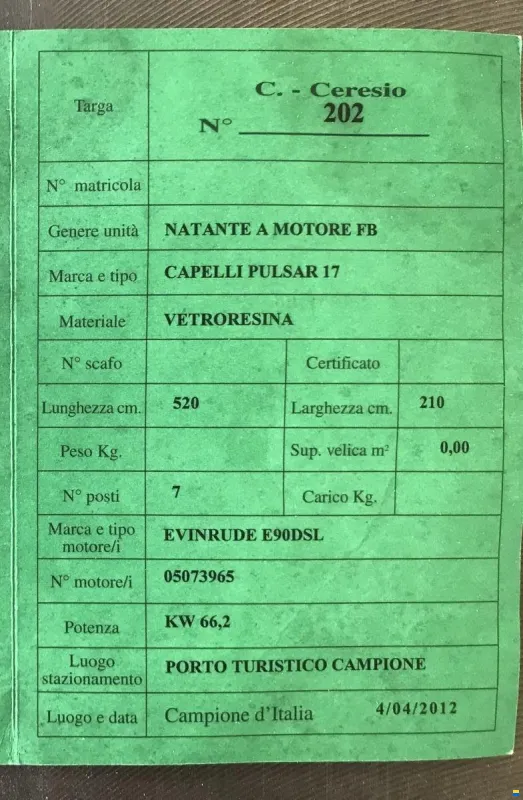 Targa
C. - Ceresio
N° 202
N° matricola
Genere unità NATANTE A MOTORE FB
Marca e tipo CAPELLI PULSAR 17
Materiale VETRORESINA
N° scafo Certificato
Lunghezza cm. 520 Larghezza cm. 210
Peso Kg. Sup. velica m² 0,00
N° posti 7 Carico Kg.
Marca e tipo
motore/i EVINRUDE E90DSL
N° motore/i 05073965
Potenza KW 66,2
Luogo
stazionamento PORTO TURISTICO CAMPIONE
Luogo e data Campione d'Italia 4/04/2012